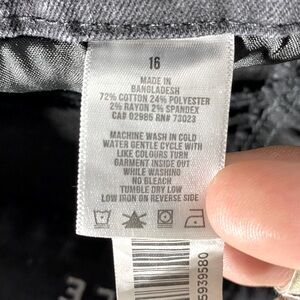 16
MADE IN
BANGLADESH
72% COTTON 24% POLYESTER
2% RAYON 2% SPANDEX
CA# 02985 RN# 73023
MACHINE WASH IN COLD
WATER GENTLE CYCLE WITH
LIKE COLOURS TURN
GARMENT INSIDE OUT
WHILE WASHING
NO BLEACH
TUMBLE DRY LOW
LOW IRON ON REVERSE SIDE
5939580